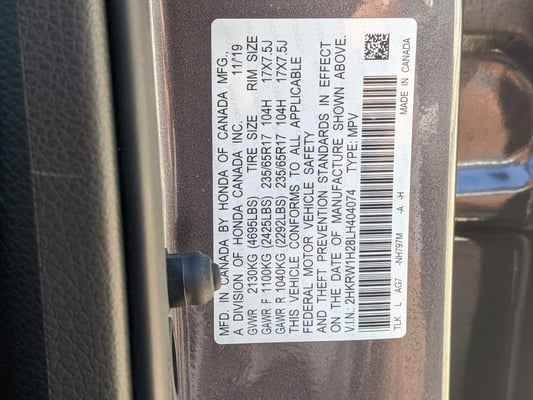 MFD. IN CANADA BY HONDA OF CANADA MFG.,
A DIVISION OF HONDA CANADA INC. 11/19
GVWR 2130KG (4695LBS) TIRE SIZE RIM SIZE
GAWR F 1100KG (2425LBS) 235/65R17 104H 17X7.5J
GAWR R 1040KG (2292LBS) 235/65R17 104H 17X7.5J
THIS VEHICLE CONFORMS TO ALL APPLICABLE
FEDERAL MOTOR VEHICLE SAFETY
AND THEFT PREVENTION STANDARDS IN EFFECT
ON THE DATE OF MANUFACTURE SHOWN ABOVE.
V.I.N.: 2HKRW1H28LH404074 TYPE: MPV
TLK L AG7 -NH797M -A -H MADE IN CANADA